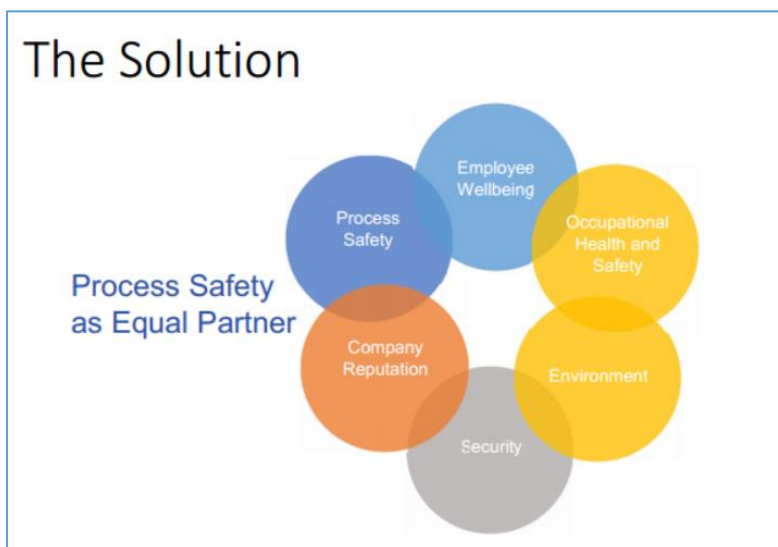 The Solution
Employee
Wellbeing
Process
Safety
Occupational
Health and
Safety
Process Safety
as Equal Partner
Company
Reputation
Environment
Security